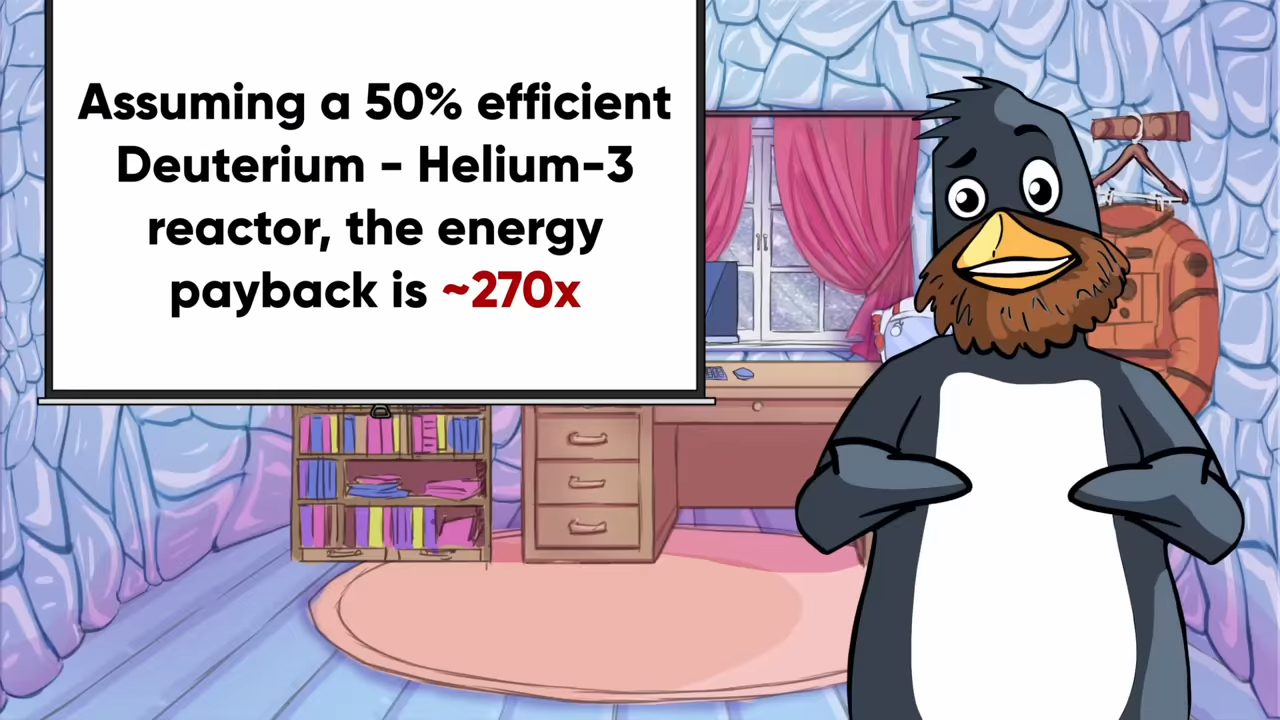 Assuming a 50% efficient
Deuterium - Helium-3
reactor, the energy
payback is ~270x